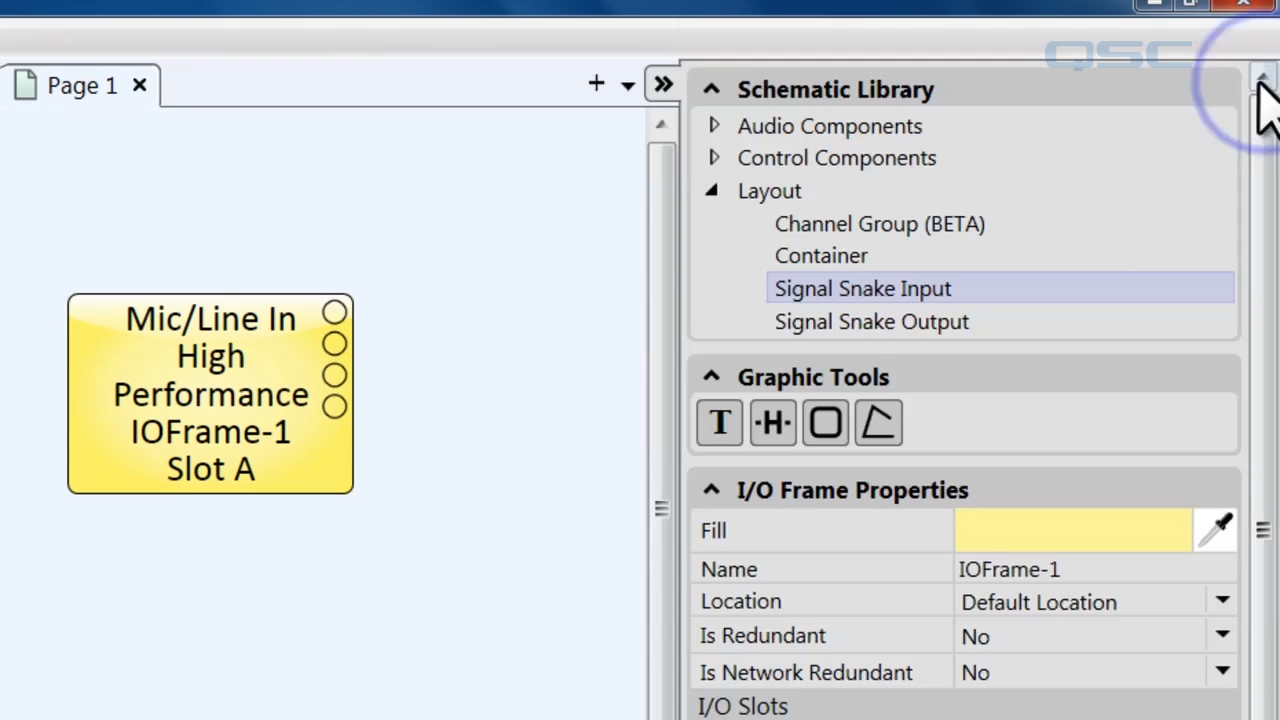 QSC
Page 1
Schematic Library
Audio Components
Control Components
Layout
Channel Group (BETA)
Container
Signal Snake Input
Signal Snake Output
Mic/Line In
High
Performance
IOFrame-1
Slot A
Graphic Tools
T
·H·
I/O Frame Properties
Fill
Name IOFrame-1
Location Default Location
Is Redundant No
Is Network Redundant No
I/O Slots